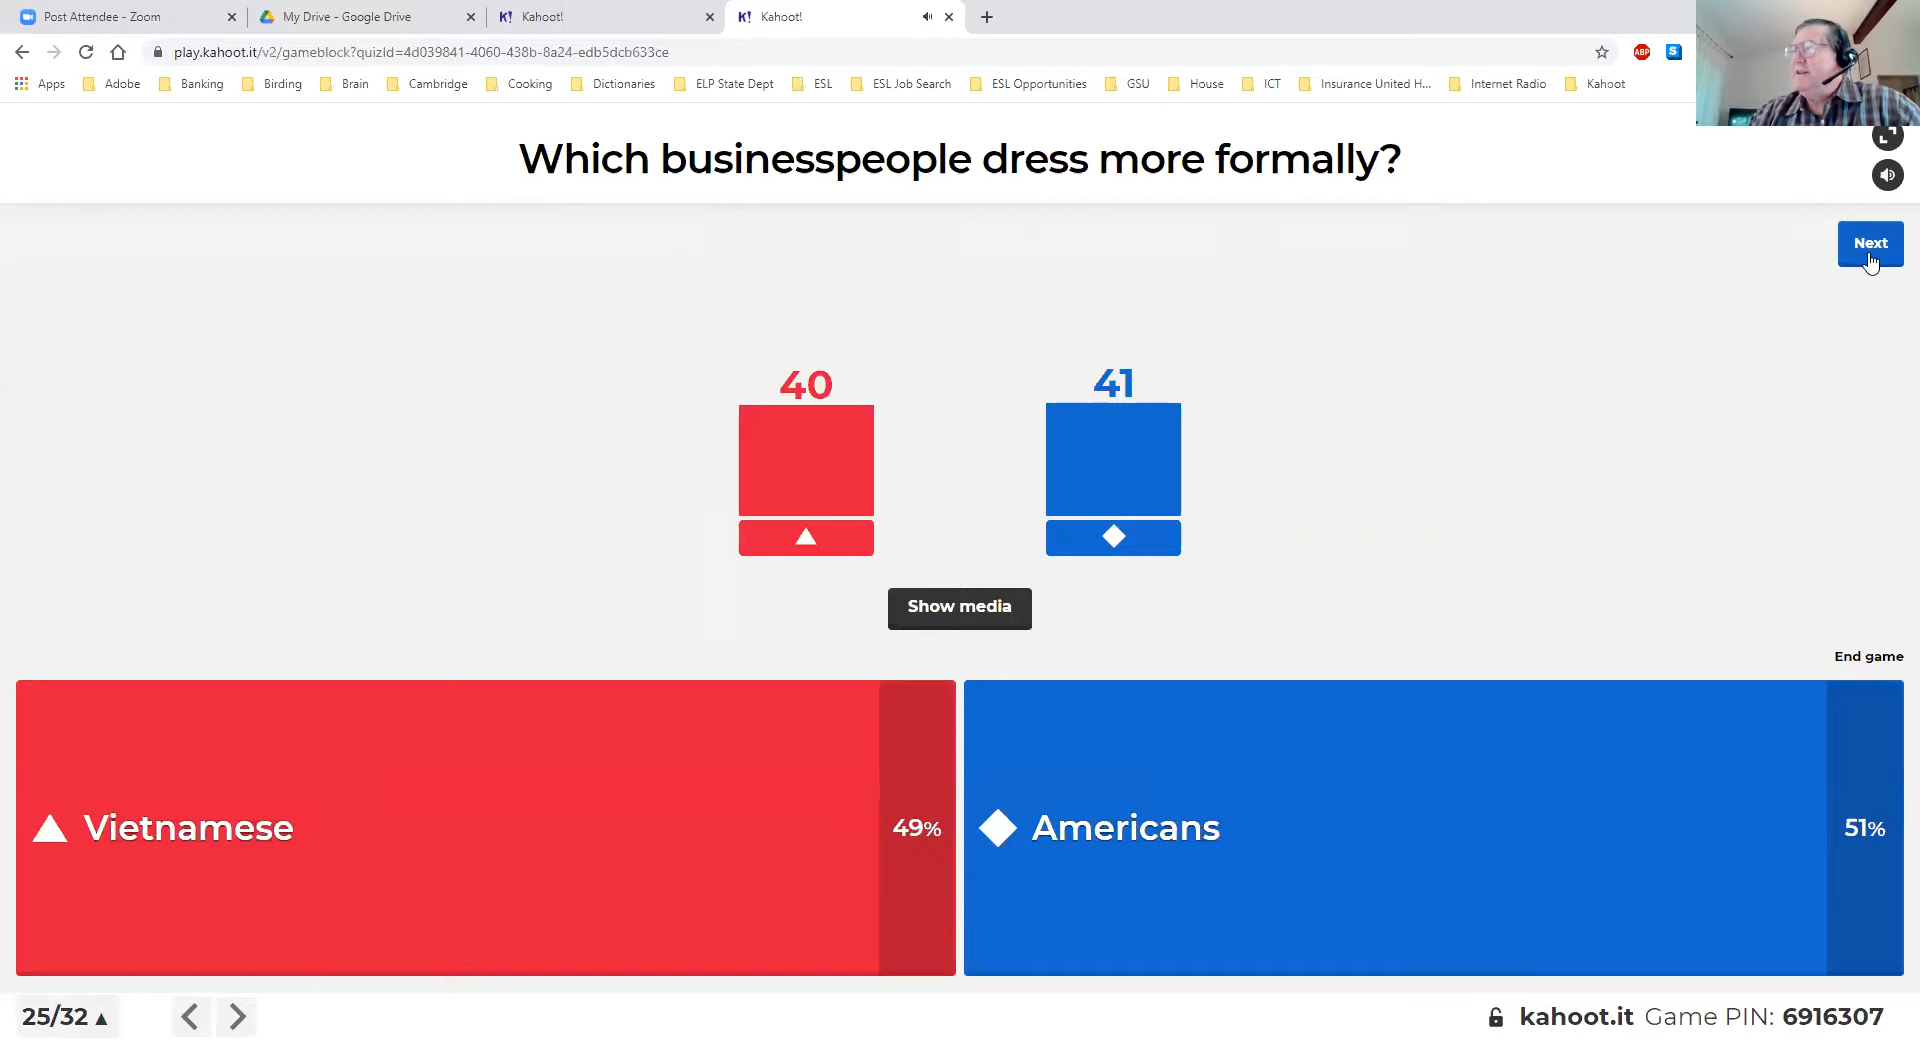 Post Attendee - Zoom
My Drive - Google Drive
K! Kahoot!
K! Kahoot!
play.kahoot.it/v2/gameblock?quizId=4d039841-4060-438b-8a24-edb5dcb633ce
ABP
S
Apps Adobe Banking Birding Brain Cambridge Cooking Dictionaries ELP State Dept ESL ESL Job Search ESL Opportunities GSU House ICT Insurance United H... Internet Radio Kahoot
Which businesspeople dress more formally?
Next
40
41
Show media
End game
Vietnamese 49%
Americans 51%
25/32
kahoot.it Game PIN: 6916307